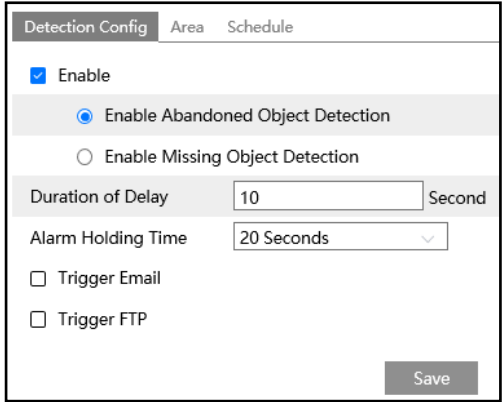 Detection Config Area Schedule
Enable
Enable Abandoned Object Detection
Enable Missing Object Detection
Duration of Delay 10 Second
Alarm Holding Time 20 Seconds
Trigger Email
Trigger FTP
Save